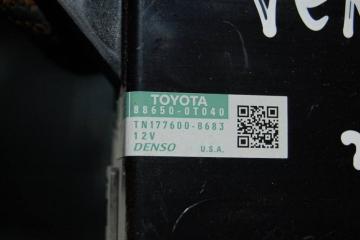 TOYOTA
88650-0T040
TN177600-8683
12V
DENSO U.S.A.